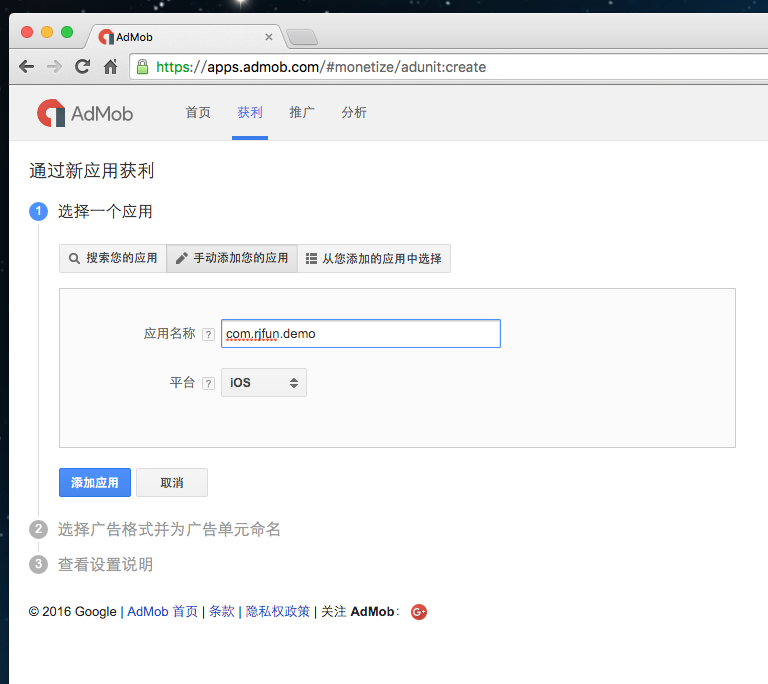 AdMob
https://apps.admob.com/#monetize/adunit:create
AdMob 首页 获利 推广 分析
通过新应用获利
1 选择一个应用
搜索您的应用 手动添加您的应用 从您添加的应用中选择
应用名称 ? com.rjfun.demo
平台 ? iOS
添加应用 取消
2 选择广告格式并为广告单元命名
3 查看设置说明
© 2016 Google | AdMob 首页 | 条款 | 隐私权政策 | 关注 AdMob： G+